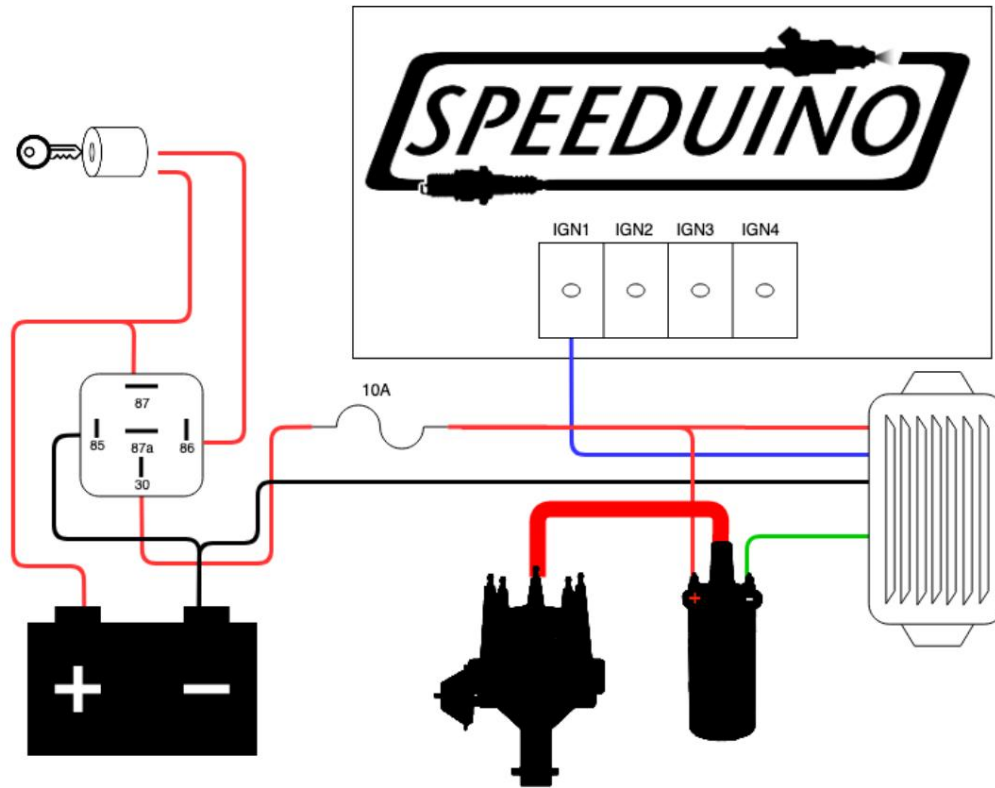 SPEEDUINO
IGN1 IGN2 IGN3 IGN4
10A
87
85 87a 86
30
+ −
+ -